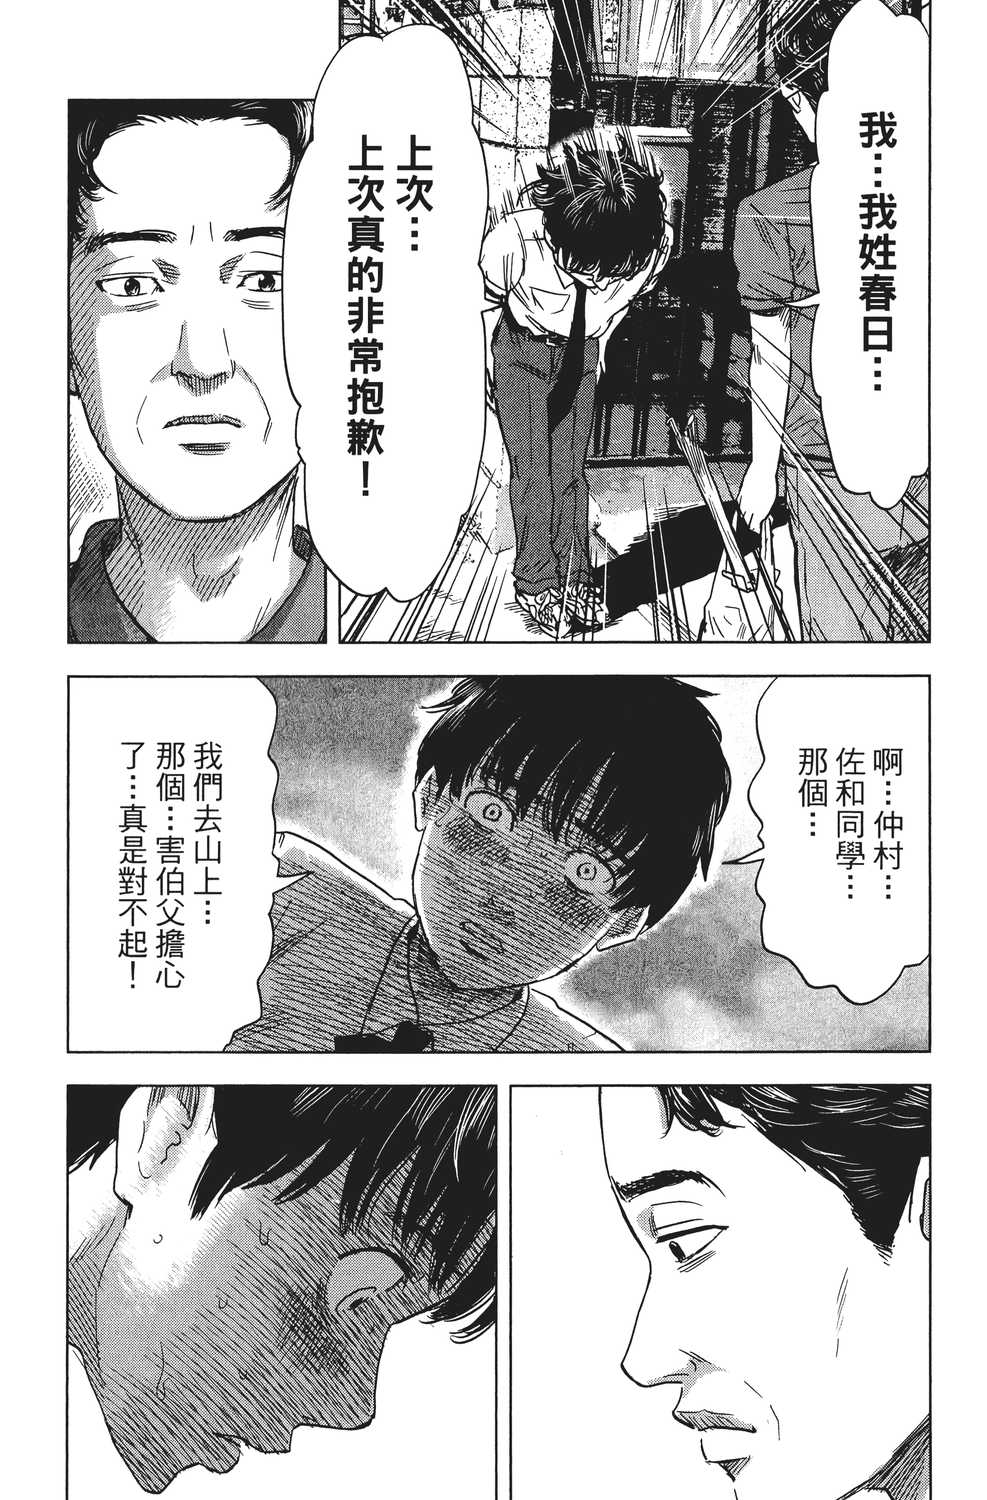 我…我姓春日…
上次…
上次真的非常抱歉！
啊…仲村…
佐和同學…
那個…
我們去山上…
那個…害伯父擔心
了…真是對不起！